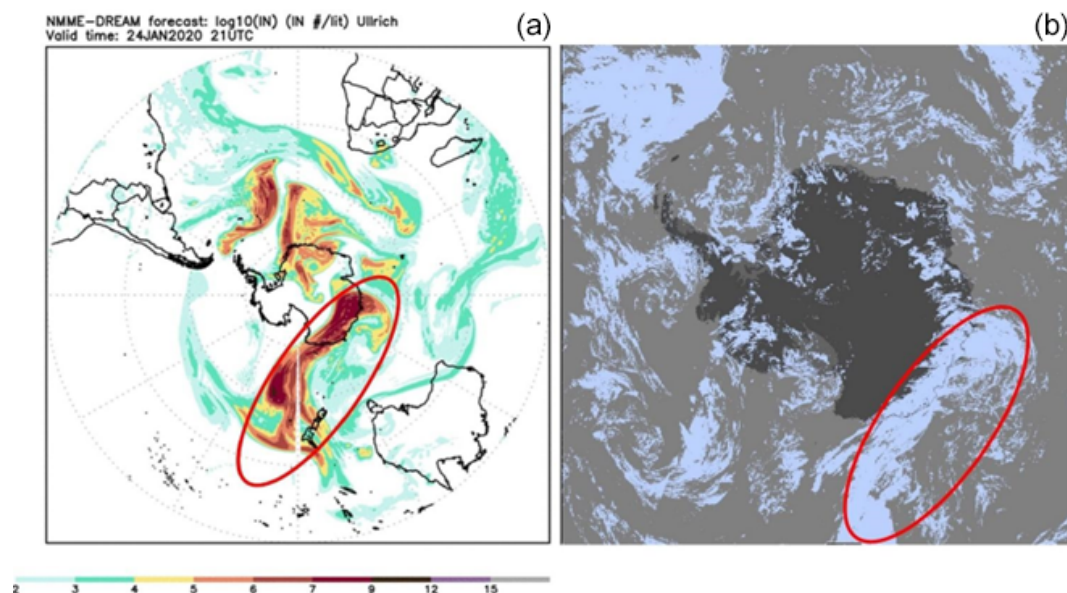 NMME-DREAM forecast: log10(IN) (IN #/lit) Ullrich
Valid time: 24JAN2020 21UTC
(a)
(b)
2 3 4 5 6 7 9 12 15